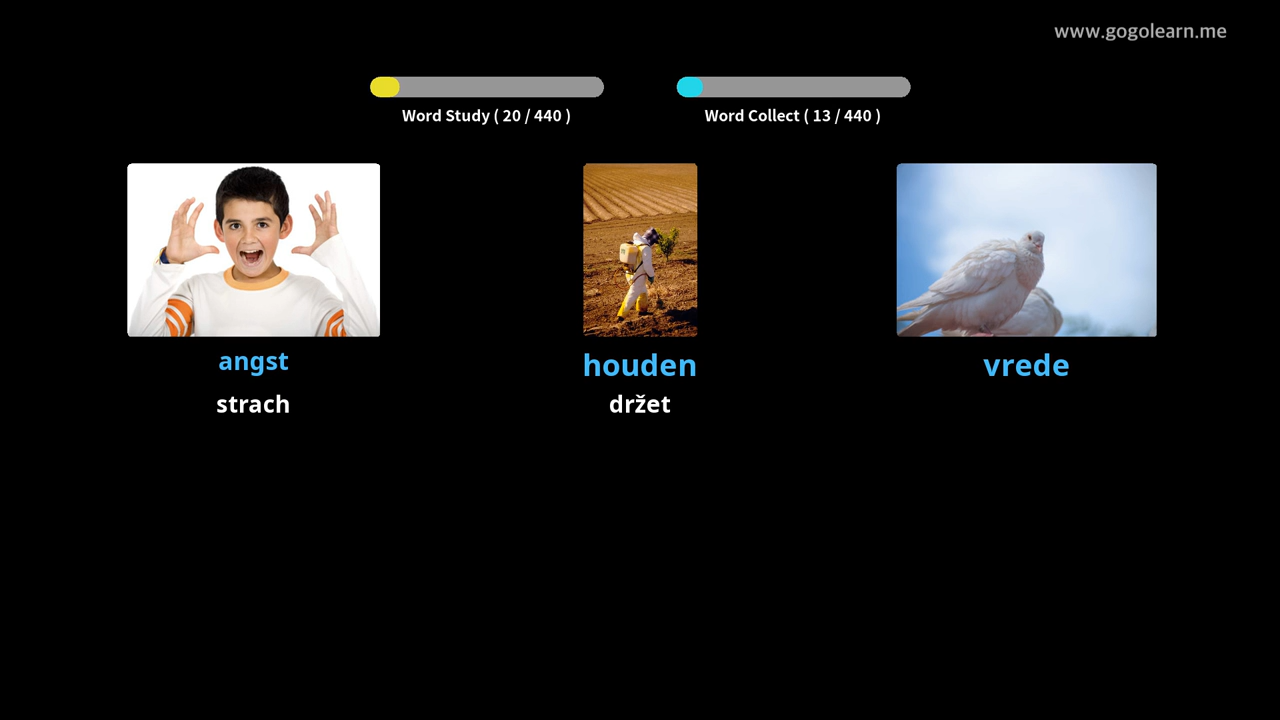 www.gogolearn.me
Word Study ( 20 / 440 )
Word Collect ( 13 / 440 )
angst
houden
vrede
strach
držet